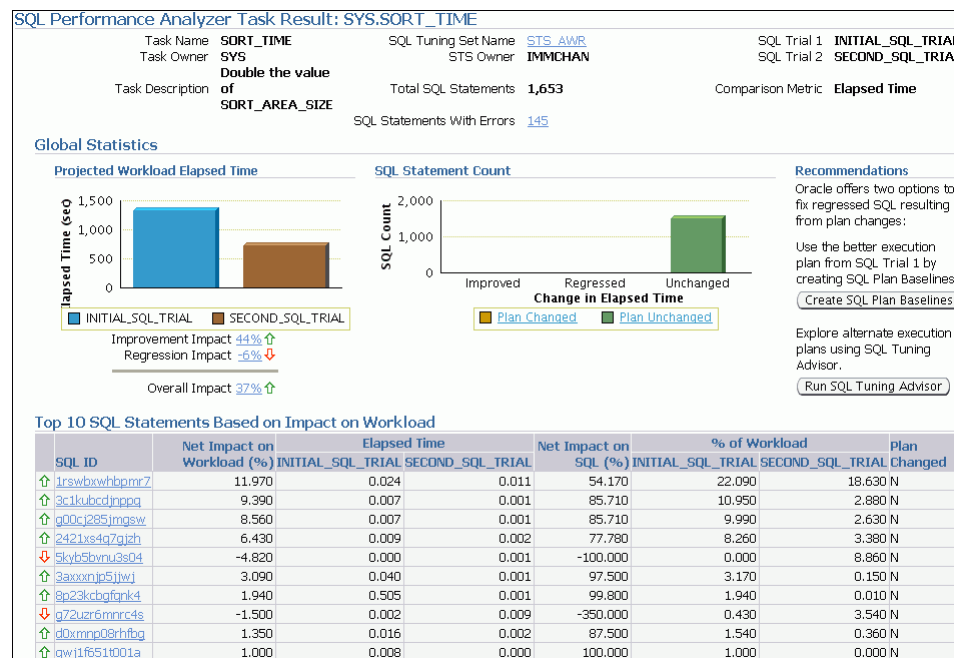 SQL Performance Analyzer Task Result: SYS.SORT_TIME
Task Name SORT_TIME SQL Tuning Set Name STS_AWR SQL Trial 1 INITIAL_SQL_TRIAL
Task Owner SYS STS Owner IMMCHAN SQL Trial 2 SECOND_SQL_TRIA
Task Description Double the value of SORT_AREA_SIZE Total SQL Statements 1,653 Comparison Metric Elapsed Time
SQL Statements With Errors 145
Global Statistics
Projected Workload Elapsed Time
lapsed Time (sec)
1,500
1,000
500
0
INITIAL_SQL_TRIAL SECOND_SQL_TRIAL
Improvement Impact 44%
Regression Impact -6%
Overall Impact 37%
SQL Statement Count
SQL Count
2,000
1,000
0
Improved Regressed Unchanged
Change in Elapsed Time
Plan Changed Plan Unchanged
Recommendations
Oracle offers two options to
fix regressed SQL resulting
from plan changes:
Use the better execution
plan from SQL Trial 1 by
creating SQL Plan Baselines
Create SQL Plan Baselines
Explore alternate execution
plans using SQL Tuning
Advisor.
Run SQL Tuning Advisor
Top 10 SQL Statements Based on Impact on Workload
Net Impact on Elapsed Time Net Impact on % of Workload Plan
SQL ID Workload (%) INITIAL_SQL_TRIAL SECOND_SQL_TRIAL SQL (%) INITIAL_SQL_TRIAL SECOND_SQL_TRIAL Changed
1rswbxwhbpmr7 11.970 0.024 0.011 54.170 22.090 18.630 N
3c1kubcdjnppq 9.390 0.007 0.001 85.710 10.950 2.880 N
g00cj285jmgsw 8.560 0.007 0.001 85.710 9.990 2.630 N
2421xs4q7gjzh 6.430 0.009 0.002 77.780 8.260 3.380 N
5kyb5bvnu3s04 -4.820 0.000 0.001 -100.000 0.000 8.860 N
3axxxnjp5jjwj 3.090 0.040 0.001 97.500 3.170 0.150 N
8p23kcbgfqnk4 1.940 0.505 0.001 99.800 1.940 0.010 N
g72uzr6mnrc4s -1.500 0.002 0.009 -350.000 0.430 3.540 N
d0xmnp08rhfbg 1.350 0.016 0.002 87.500 1.540 0.360 N
gwj1f651t001a 1.000 0.008 0.000 100.000 1.000 0.000 N